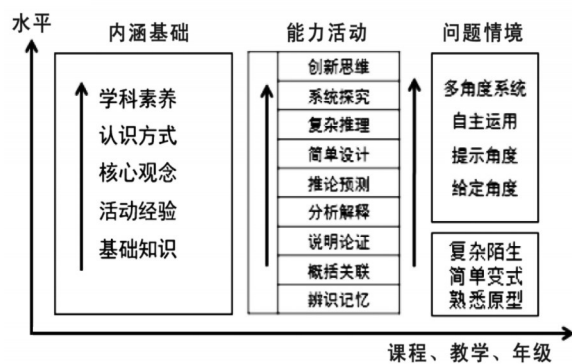 水平
内涵基础
学科素养
认识方式
核心观念
活动经验
基础知识
能力活动
创新思维
系统探究
复杂推理
简单设计
推论预测
分析解释
说明论证
概括关联
辨识记忆
问题情境
多角度系统
自主运用
提示角度
给定角度
复杂陌生
简单变式
熟悉原型
课程、教学、年级